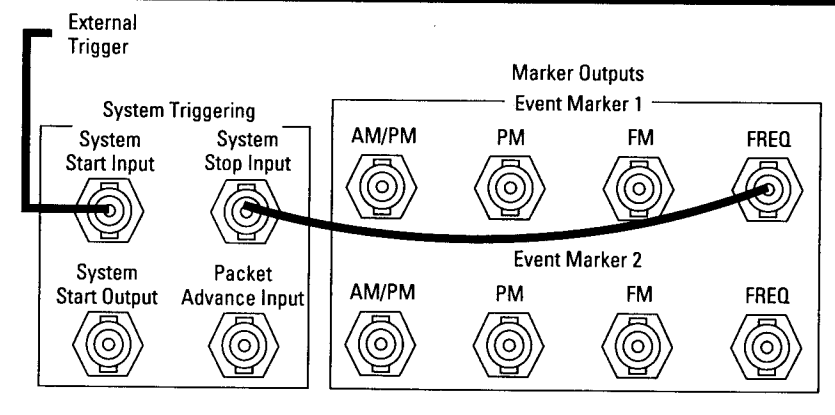 External
Trigger
Marker Outputs
System Triggering
Event Marker 1
System
Start Input
System
Stop Input
AM/PM
PM
FM
FREQ
System
Start Output
Packet
Advance Input
Event Marker 2
AM/PM
PM
FM
FREQ